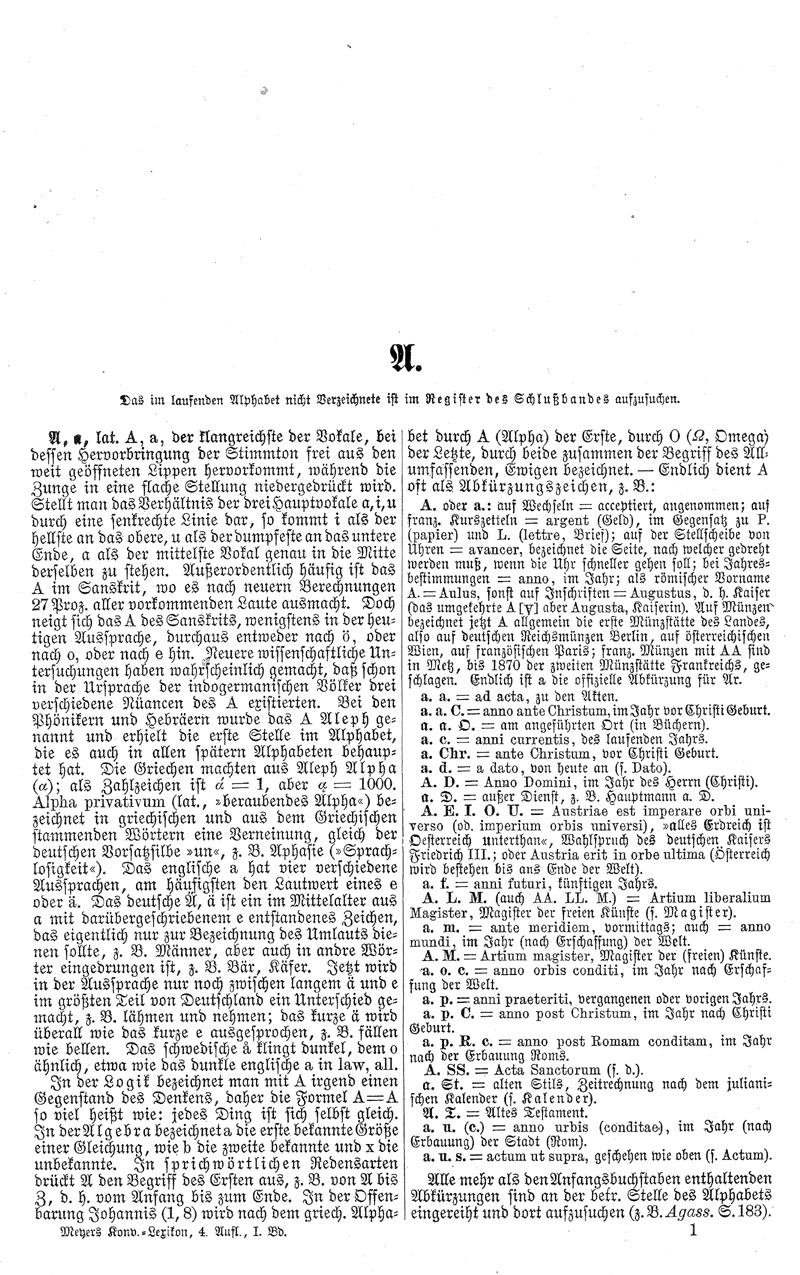 A.
Das im laufenden Alphabet nicht Verzeichnete ist im Register des Schlußbandes aufzusuchen.
A, a, lat. A, a, der klangreichste der Vokale, bei
dessen Hervorbringung der Stimmton frei aus den
weit geöffneten Lippen hervorkommt, während die
Zunge in eine flache Stellung niedergedrückt wird.
Stellt man das Verhältnis der drei Hauptvokale a, i, u
durch eine senkrechte Linie dar, so kommt i als der
hellste an das obere, u als der dumpfeste an das untere
Ende, a als der mittelste Vokal genau in die Mitte
derselben zu stehen. Außerordentlich häufig ist das
A im Sanskrit, wo es nach neuern Berechnungen
27 Proz. aller vorkommenden Laute ausmacht. Doch
neigt sich das A des Sanskrits, wenigstens in der heu-
tigen Aussprache, durchaus entweder nach ö, oder
nach o, oder nach e hin. Neuere wissenschaftliche Un-
tersuchungen haben wahrscheinlich gemacht, daß schon
in der Ursprache der indogermanischen Völker drei
verschiedene Nüancen des A existierten. Bei den
Phönikern und Hebräern wurde das A Aleph ge-
nannt und erhielt die erste Stelle im Alphabet,
die es auch in allen spätern Alphabeten behaup-
tet hat. Die Griechen machten aus Aleph Alpha
(α); als Zahlzeichen ist ά = 1, aber ͵α = 1000.
Alpha privativum (lat., »beraubendes Alpha«) be-
zeichnet in griechischen und aus dem Griechischen
stammenden Wörtern eine Verneinung, gleich der
deutschen Vorsatzsilbe »un«, z. B. Aphasie (»Sprach-
losigkeit«). Das englische a hat vier verschiedene
Aussprachen, am häufigsten den Lautwert eines e
oder ä. Das deutsche Ä, ä ist ein im Mittelalter aus
a mit darübergeschriebenem e entstandenes Zeichen,
das eigentlich nur zur Bezeichnung des Umlauts die-
nen sollte, z. B. Männer, aber auch in andre Wör-
ter eingedrungen ist, z. B. Bär, Käfer. Jetzt wird
in der Aussprache nur noch zwischen langem ä und e
im größten Teil von Deutschland ein Unterschied ge-
macht, z. B. lähmen und nehmen; das kurze ä wird
überall wie das kurze e ausgesprochen, z. B. fällen
wie bellen. Das schwedische å klingt dunkel, dem o
ähnlich, etwa wie das dunkle englische a in law, all.
In der Logik bezeichnet man mit A irgend einen
Gegenstand des Denkens, daher die Formel A = A
so viel heißt wie: jedes Ding ist sich selbst gleich.
In der Algebra bezeichnet a die erste bekannte Größe
einer Gleichung, wie b die zweite bekannte und x die
unbekannte. In sprichwörtlichen Redensarten
drückt A den Begriff des Ersten aus, z. B. von A bis
Z, d. h. vom Anfang bis zum Ende. In der Offen-
barung Johannis (1, 8) wird nach dem griech. Alpha-
bet durch A (Alpha) der Erste, durch O (Ω, Omega)
der Letzte, durch beide zusammen der Begriff des All-
umfassenden, Ewigen bezeichnet. — Endlich dient A
oft als Abkürzungszeichen, z. B.:
A. oder a.: auf Wechseln = acceptiert, angenommen; auf
franz. Kurszetteln = argent (Geld), im Gegensatz zu P.
(papier) und L. (lettre, Brief); auf der Stellscheibe von
Uhren = avancer, bezeichnet die Seite, nach welcher gedreht
werden muß, wenn die Uhr schneller gehen soll; bei Jahres-
bestimmungen = anno, im Jahr; als römischer Vorname
A. = Aulus, sonst auf Inschriften = Augustus, d. h. Kaiser
(das umgekehrte A [∀] aber Augusta, Kaiserin). Auf Münzen
bezeichnet jetzt A allgemein die erste Münzstätte des Landes,
also auf deutschen Reichsmünzen Berlin, auf österreichischen
Wien, auf französischen Paris; franz. Münzen mit AA sind
in Metz, bis 1870 der zweiten Münzstätte Frankreichs, ge-
schlagen. Endlich ist a die offizielle Abkürzung für Ar.
a. a. = ad acta, zu den Akten.
a. a. C. = anno ante Christum, im Jahr vor Christi Geburt.
a. a. O. = am angeführten Ort (in Büchern).
a. c. = anni currentis, des laufenden Jahrs.
a. Chr. = ante Christum, vor Christi Geburt.
a. d. = a dato, von heute an (s. Dato).
A. D. = Anno Domini, im Jahr des Herrn (Christi).
a. D. = außer Dienst, z. B. Hauptmann a. D.
A. E. I. O. U. = Austriae est imperare orbi uni-
verso (od. imperium orbis universi), »alles Erdreich ist
Oesterreich unterthan«, Wahlspruch des deutschen Kaisers
Friedrich III.; oder Austria erit in orbe ultima (Österreich
wird bestehen bis ans Ende der Welt).
a. f. = anni futuri, künftigen Jahrs.
A. L. M. (auch AA. LL. M.) = Artium liberalium
Magister, Magister der freien Künste (s. Magister).
a. m. = ante meridiem, vormittags; auch = anno
mundi, im Jahr (nach Erschaffung) der Welt.
A. M. = Artium magister, Magister der (freien) Künste.
a. o. c. = anno orbis conditi, im Jahr nach Erschaf-
fung der Welt.
a. p. = anni praeteriti, vergangenen oder vorigen Jahrs.
a. p. C. = anno post Christum, im Jahr nach Christi
Geburt.
a. p. R. c. = anno post Romam conditam, im Jahr
nach der Erbauung Roms.
A. SS. = Acta Sanctorum (s. d.).
a. St. = alten Stils, Zeitrechnung nach dem juliani-
schen Kalender (s. Kalender).
A. T. = Altes Testament.
a. u. (c.) = anno urbis (conditae), im Jahr (nach
Erbauung) der Stadt (Rom).
a. u. s. = actum ut supra, geschehen wie oben (s. Actum).
Alle mehr als den Anfangsbuchstaben enthaltenden
Abkürzungen sind an der betr. Stelle des Alphabets
eingereiht und dort aufzusuchen (z. B. Agass. S. 183).
Meyers Konv.-Lexikon, 4. Aufl., I. Bd.
1